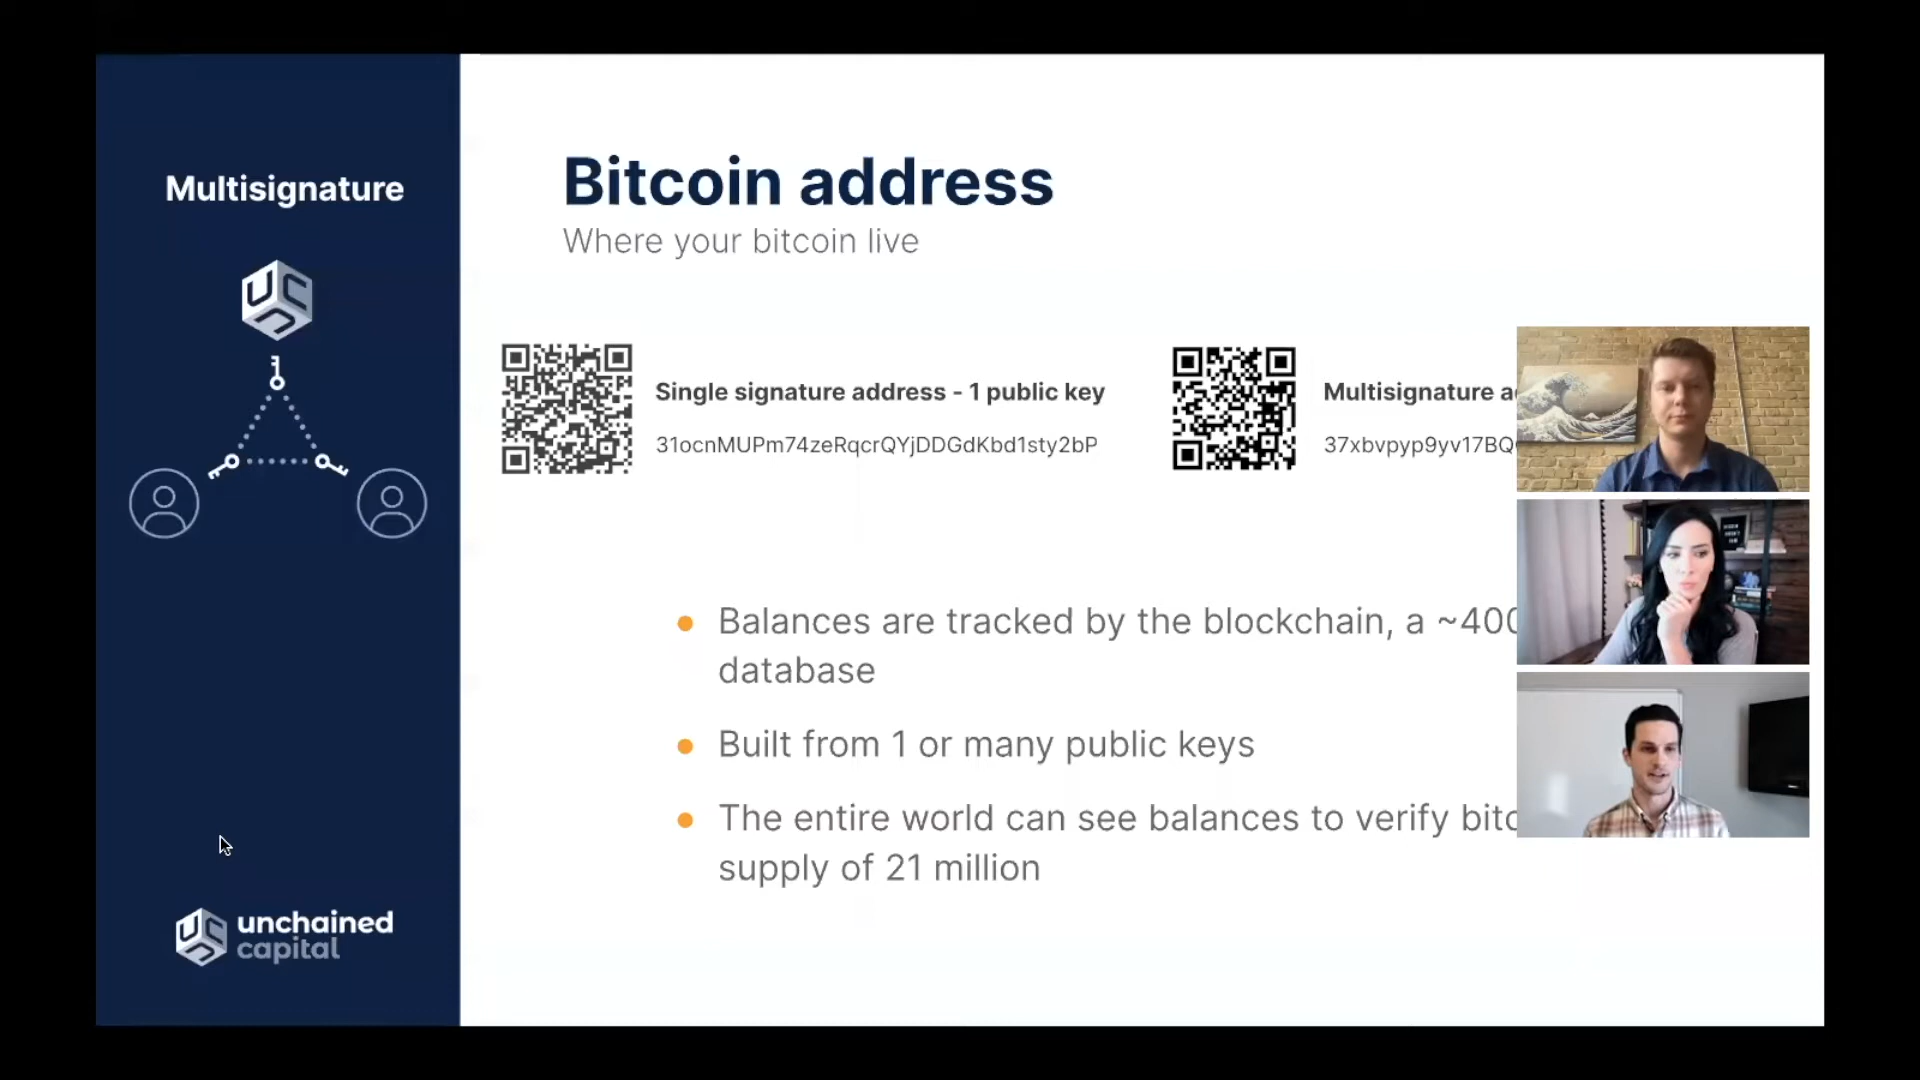 Multisignature
Bitcoin address
Where your bitcoin live
Single signature address - 1 public key
31ocnMUPm74zeRqcrQYjDDGdKbd1sty2bP
Multisignature
37xbvpyp9yv17BQ
Balances are tracked by the blockchain, a ~400
database
Built from 1 or many public keys
The entire world can see balances to verify
supply of 21 million
unchained
capital